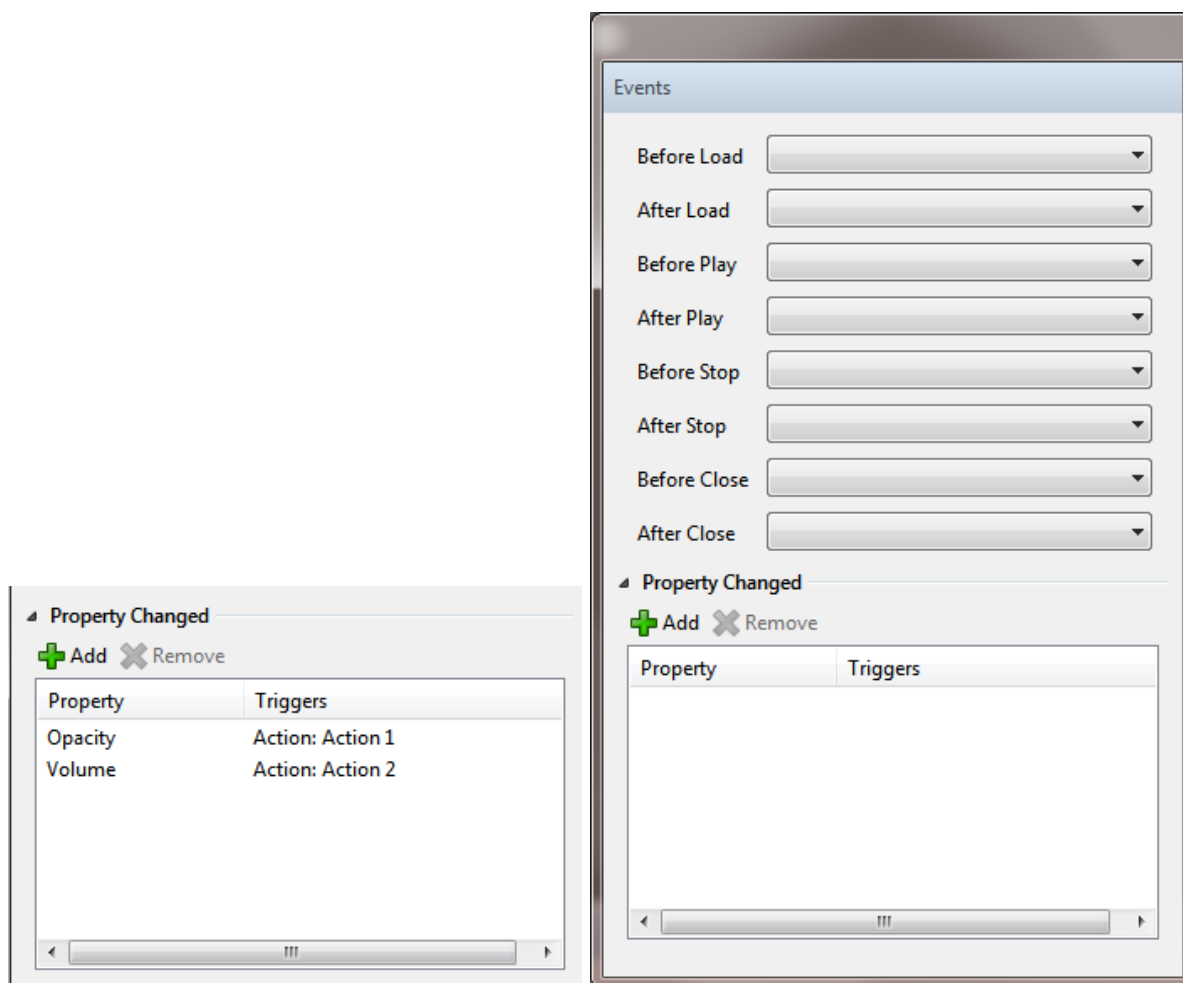 Property Changed
Add Remove
Property Triggers
Opacity Action: Action 1
Volume Action: Action 2
Events
Before Load
After Load
Before Play
After Play
Before Stop
After Stop
Before Close
After Close
Property Changed
Add Remove
Property Triggers